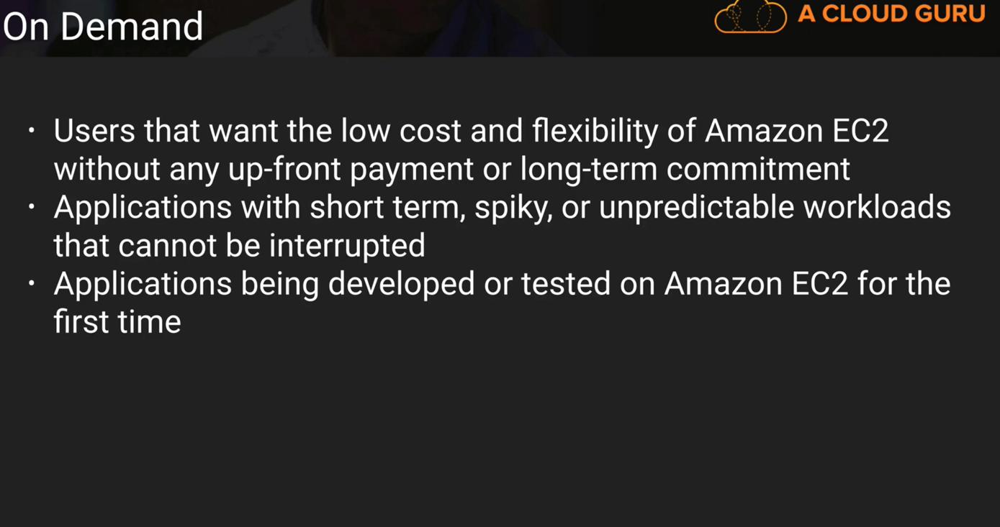 On Demand
A CLOUD GURU
• Users that want the low cost and flexibility of Amazon EC2
without any up-front payment or long-term commitment
• Applications with short term, spiky, or unpredictable workloads
that cannot be interrupted
• Applications being developed or tested on Amazon EC2 for the
first time